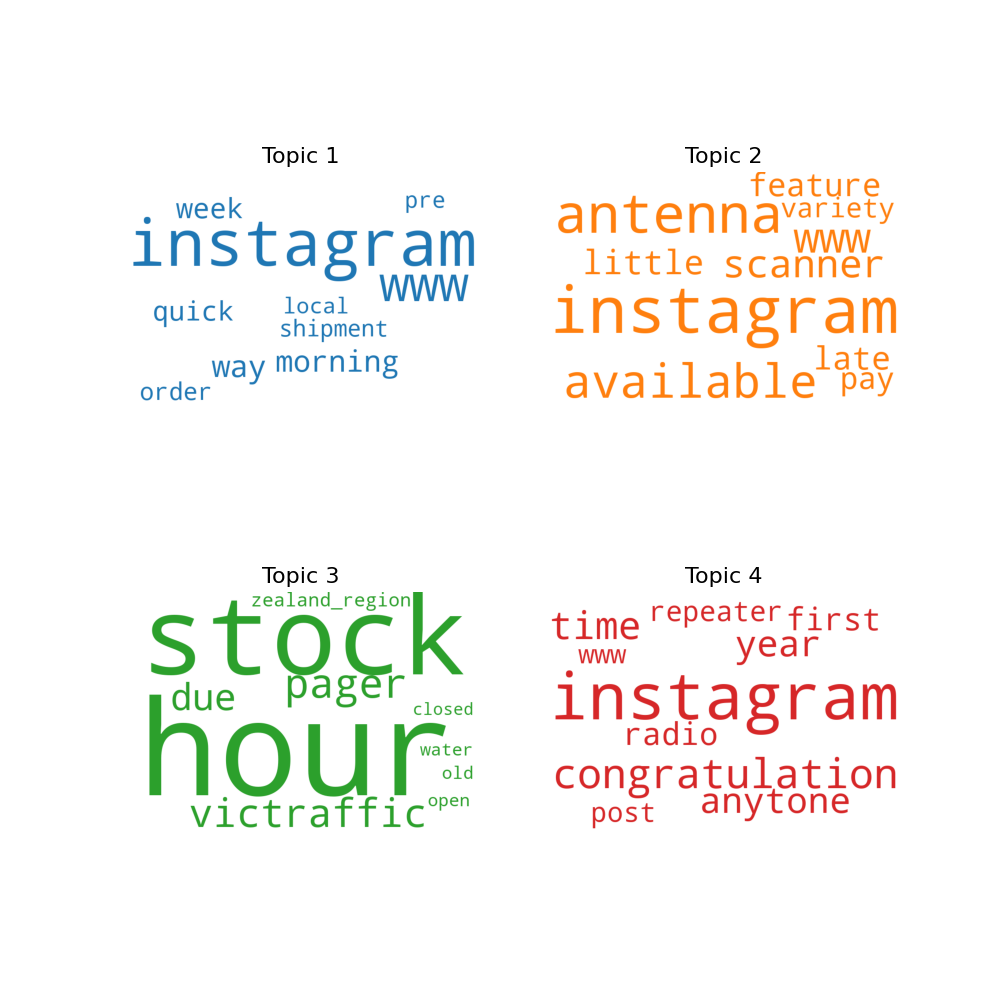 Topic 1
week pre
instagram
www
quick local
shipment
way morning
order
Topic 2
feature
antenna variety
www
little scanner
instagram
late
available pay
Topic 3
zealand_region
stock
due pager
closed
hour
water
old
open
victraffic
Topic 4
time repeater first
www year
instagram
radio
congratulation
post anytone